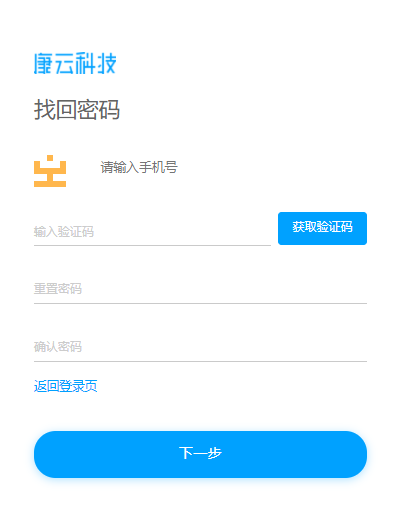 康云科技
找回密码
请输入手机号
输入验证码
获取验证码
重置密码
确认密码
返回登录页
下一步